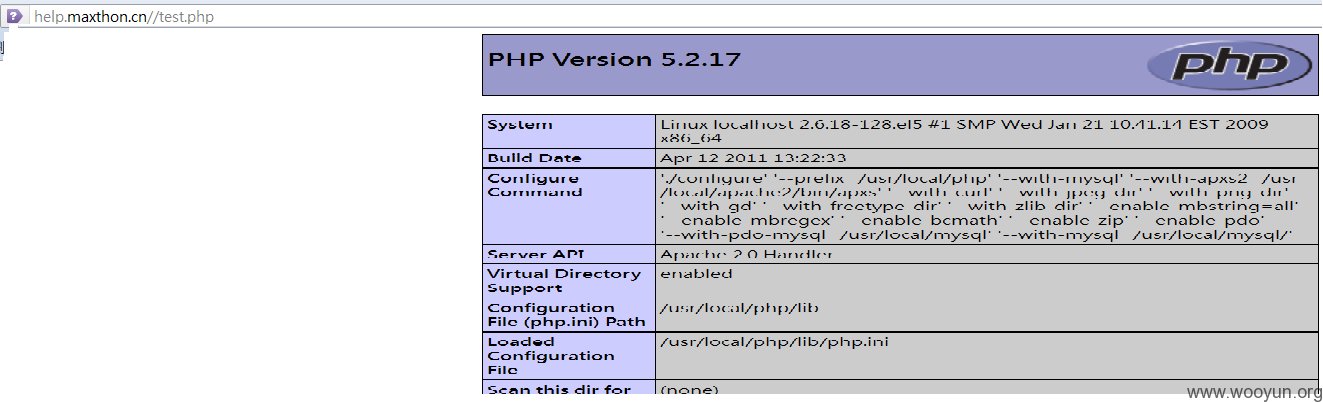 help.maxthon.cn//test.php
PHP Version 5.2.17
php
System
Linux localhost 2.6.18-128.el5 #1 SMP Wed Jan 21 10:41:14 EST 2009
x86_64
Build Date
Apr 12 2011 13:22:33
Configure
Command
'./configure' '--prefix /usr/local/php' '--with-mysql' '--with-apxs2 /usr
/local/apache2/bin/apxs' ' with-curl' ' with-jpeg-dir' ' with-png-dir'
' with-gd' ' with-freetype-dir' ' with-zlib-dir' ' enable-mbstring=all'
' enable-mbregex' ' enable-bcmath' ' enable-zip' ' enable-pdo'
'--with-pdo-mysql /usr/local/mysql' '--with-mysql /usr/local/mysql/'
Server API
Apache 2.0 Handler
Virtual Directory
Support
enabled
Configuration
File (php.ini) Path
/usr/local/php/lib
Loaded
Configuration
File
/usr/local/php/lib/php.ini
Scan this dir for
(none)
www.wooyun.org